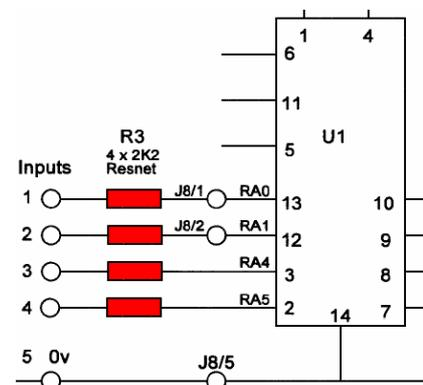 1 4
6
11
R3
4 x 2K2
Resnet
5
U1
Inputs
1 J8/1 RA0 13 10
2 J8/2 RA1 12 9
3 RA4 3 8
4 RA5 2 7
14
5 0v J8/5